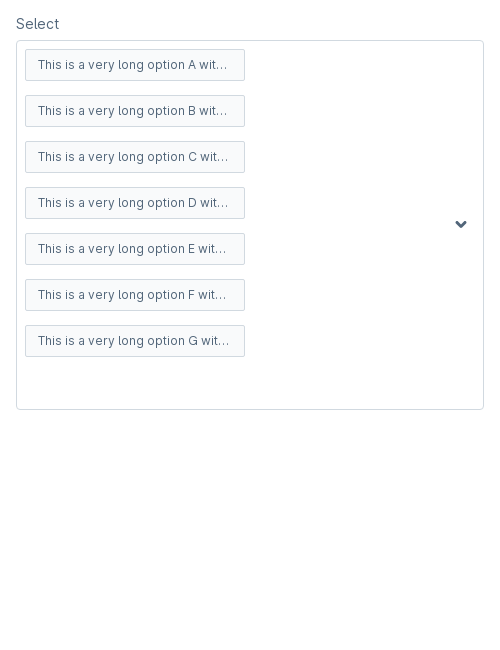 Select
This is a very long option A wit...
This is a very long option B wit...
This is a very long option C wit...
This is a very long option D wit...
This is a very long option E wit...
This is a very long option F wit...
This is a very long option G wit...